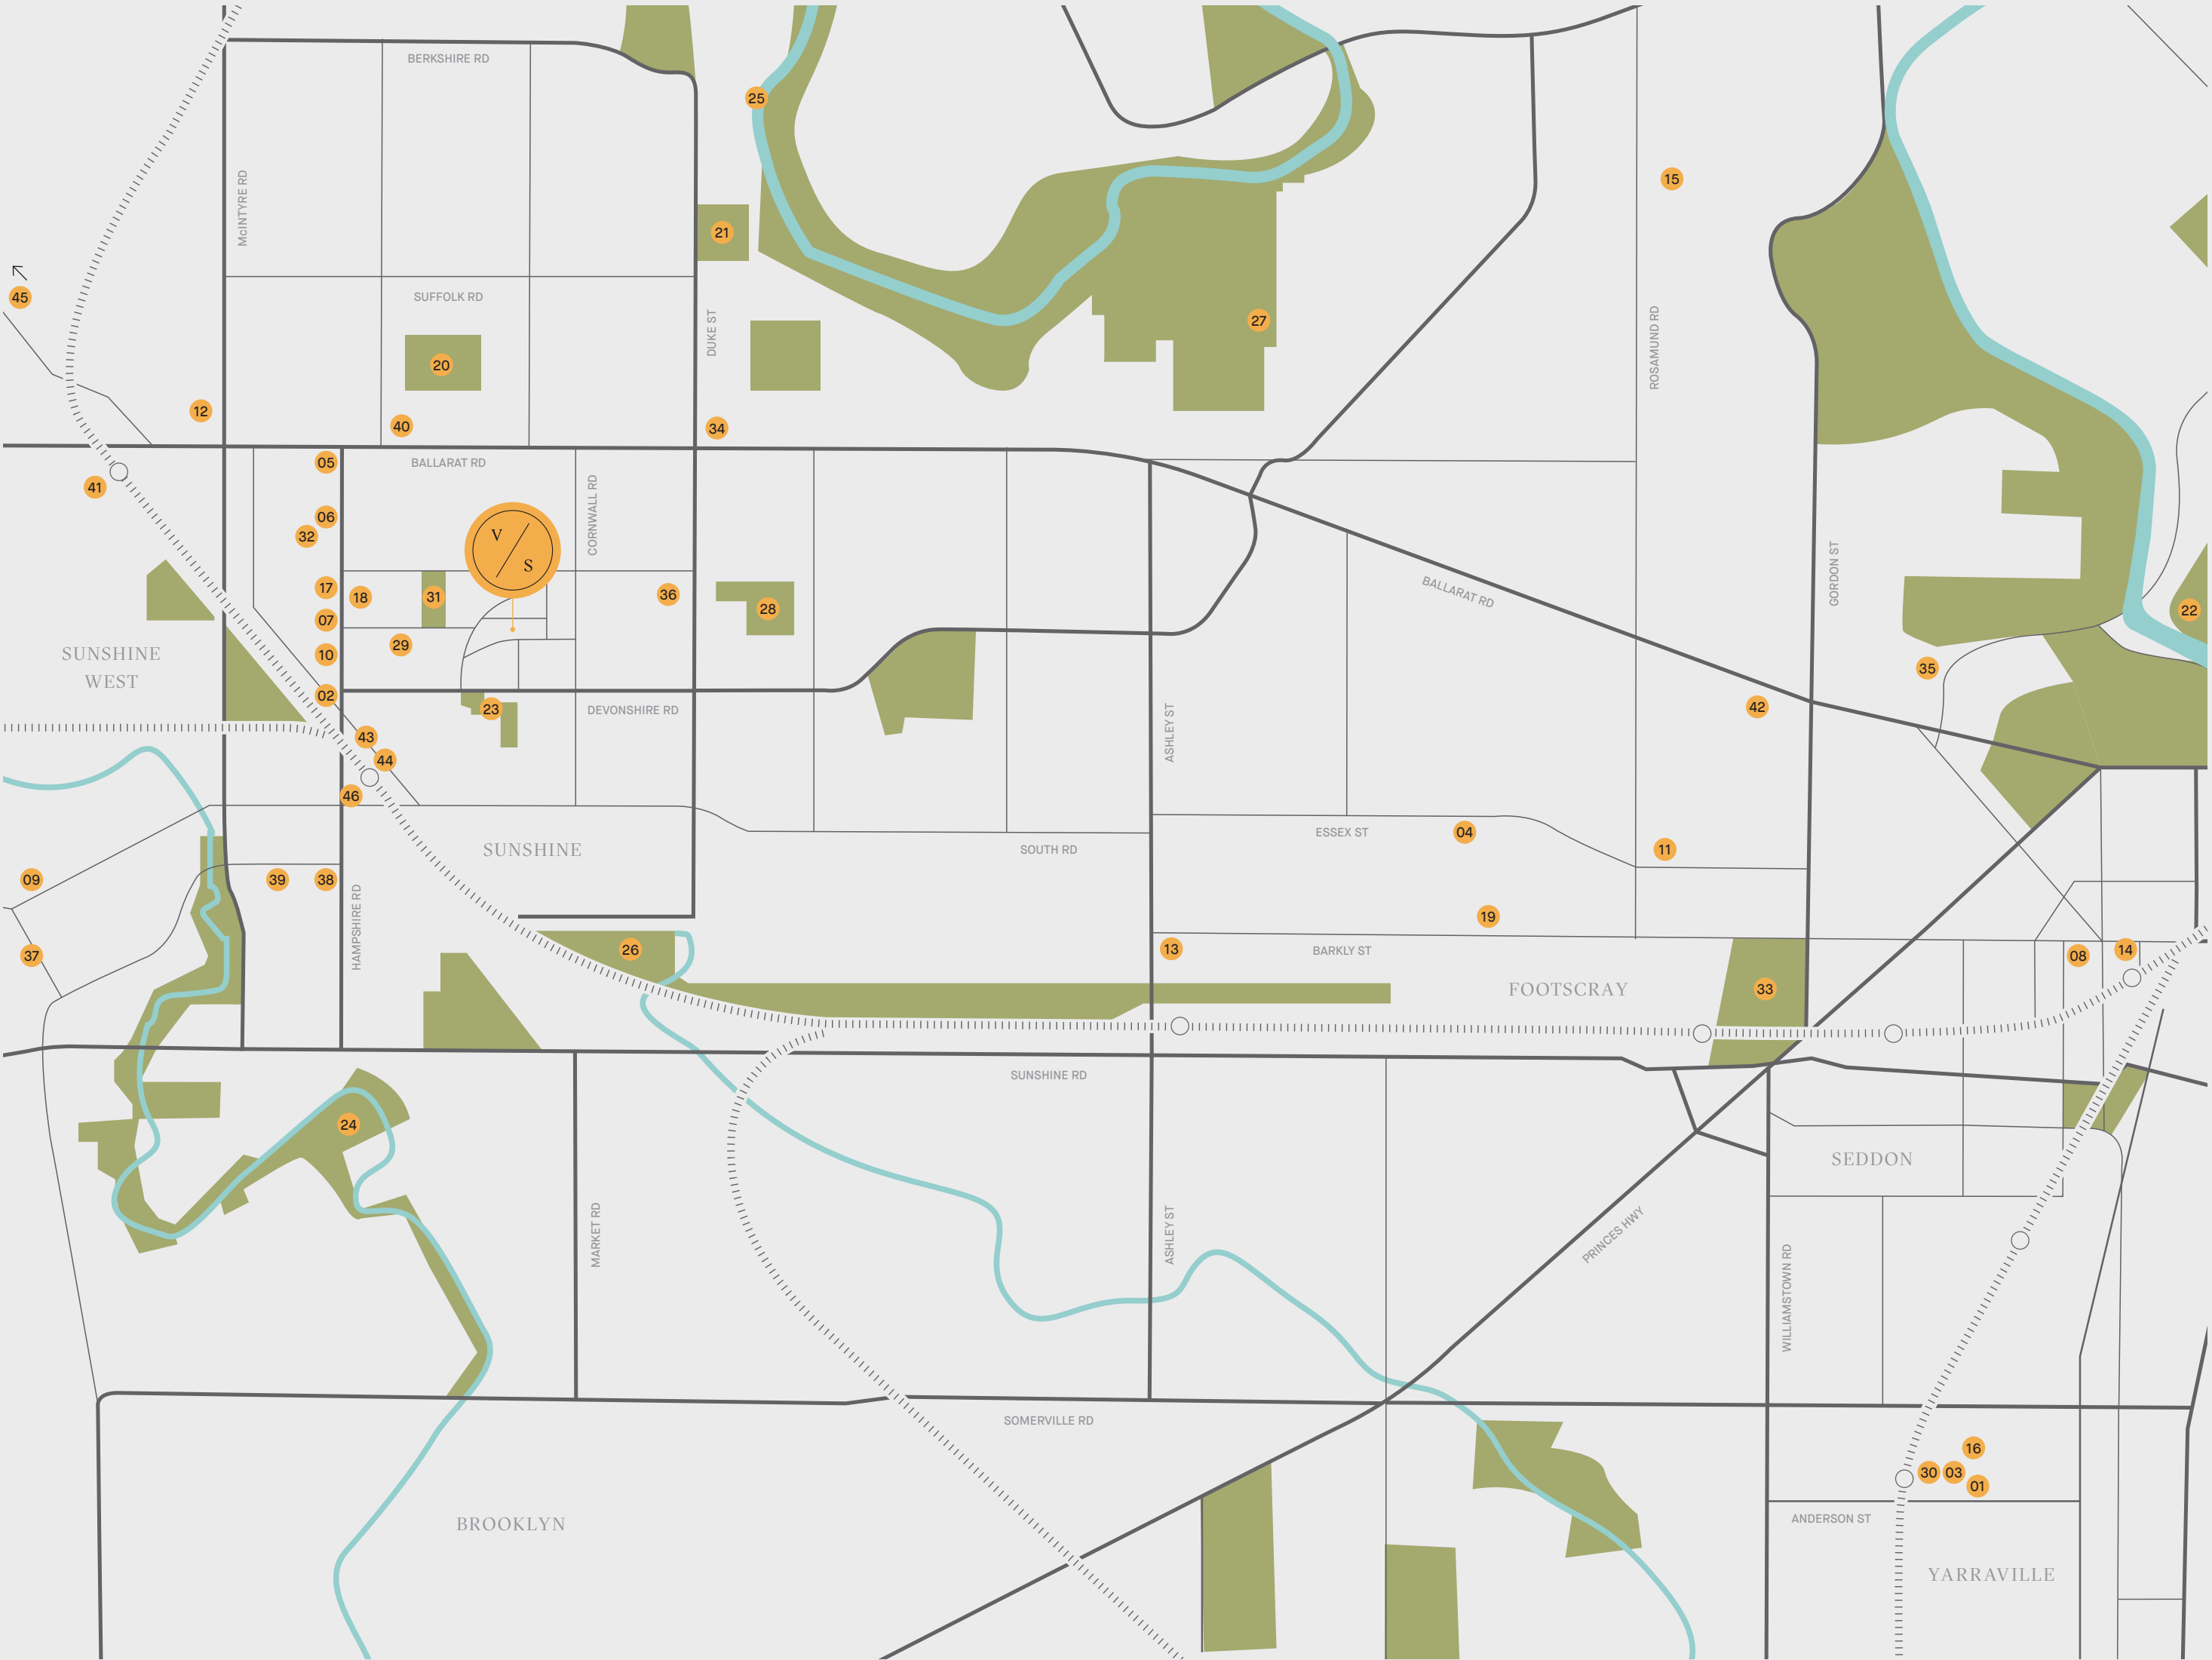 BERKSHIRE RD
25
McINTYRE RD
15
21
45
SUFFOLK RD
27
DUKE ST
ROSAMUND RD
20
12
40
34
05
BALLARAT RD
41
CORNWALL RD
06
32
V
S
GORDON ST
17
18
31
36
28
BALLARAT RD
22
07
29
10
SUNSHINE
WEST
35
02
23
DEVONSHIRE RD
ASHLEY ST
42
43
44
46
ESSEX ST
04
SUNSHINE
SOUTH RD
11
09
39
38
HAMPSHIRE RD
19
37
26
13
BARKLY ST
08
14
FOOTSCRAY
33
SUNSHINE RD
24
SEDDON
MARKET RD
ASHLEY ST
PRINCES HWY
WILLIAMSTOWN RD
SOMERVILLE RD
16
30
03
01
BROOKLYN
ANDERSON ST
YARRAVILLE